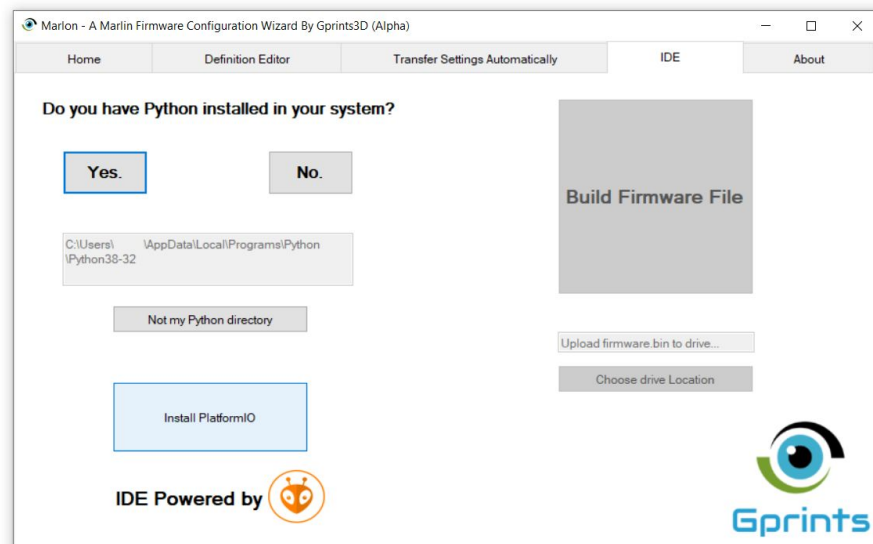 Marlon - A Marlin Firmware Configuration Wizard By Gprints3D (Alpha)
Home
Definition Editor
Transfer Settings Automatically
IDE
About
Do you have Python installed in your system?
Yes.
No.
C:\Users\ \AppData\Local\Programs\Python
\Python38-32
Not my Python directory
Install PlatformIO
IDE Powered by
Build Firmware File
Upload firmware.bin to drive...
Choose drive Location
Gprints